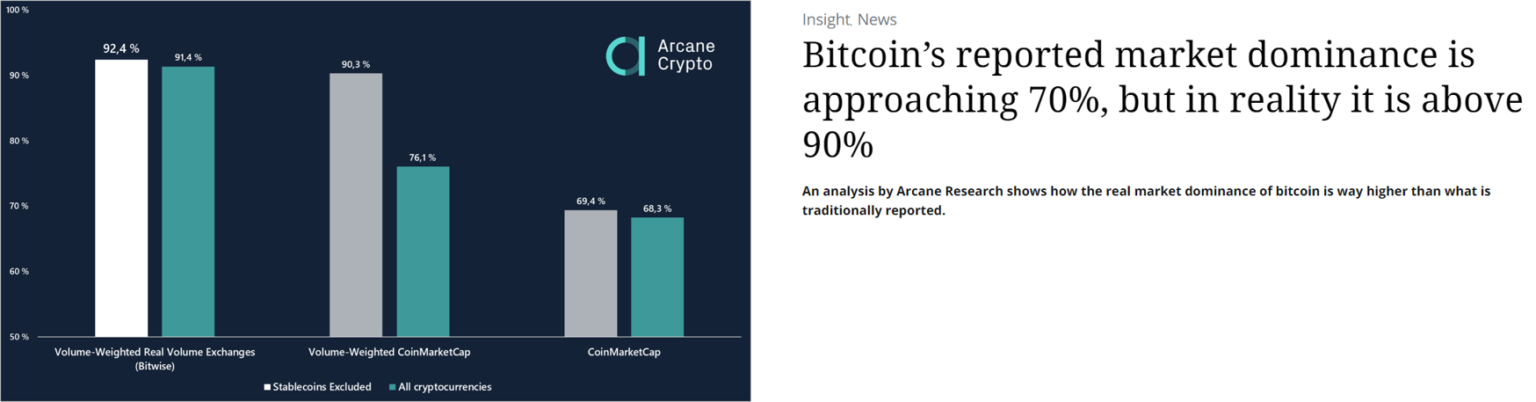 100 %
90 %
80 %
70 %
60 %
50 %
92,4 %
91,4 %
90,3 %
76,1 %
69,4 %
68,3 %
Arcane
Crypto
Volume-Weighted Real Volume Exchanges
(Bitwise)
Volume-Weighted CoinMarketCap
CoinMarketCap
Stablecoins Excluded
All cryptocurrencies
Insight, News
Bitcoin’s reported market dominance is
approaching 70%, but in reality it is above
90%
An analysis by Arcane Research shows how the real market dominance of bitcoin is way higher than what is
traditionally reported.